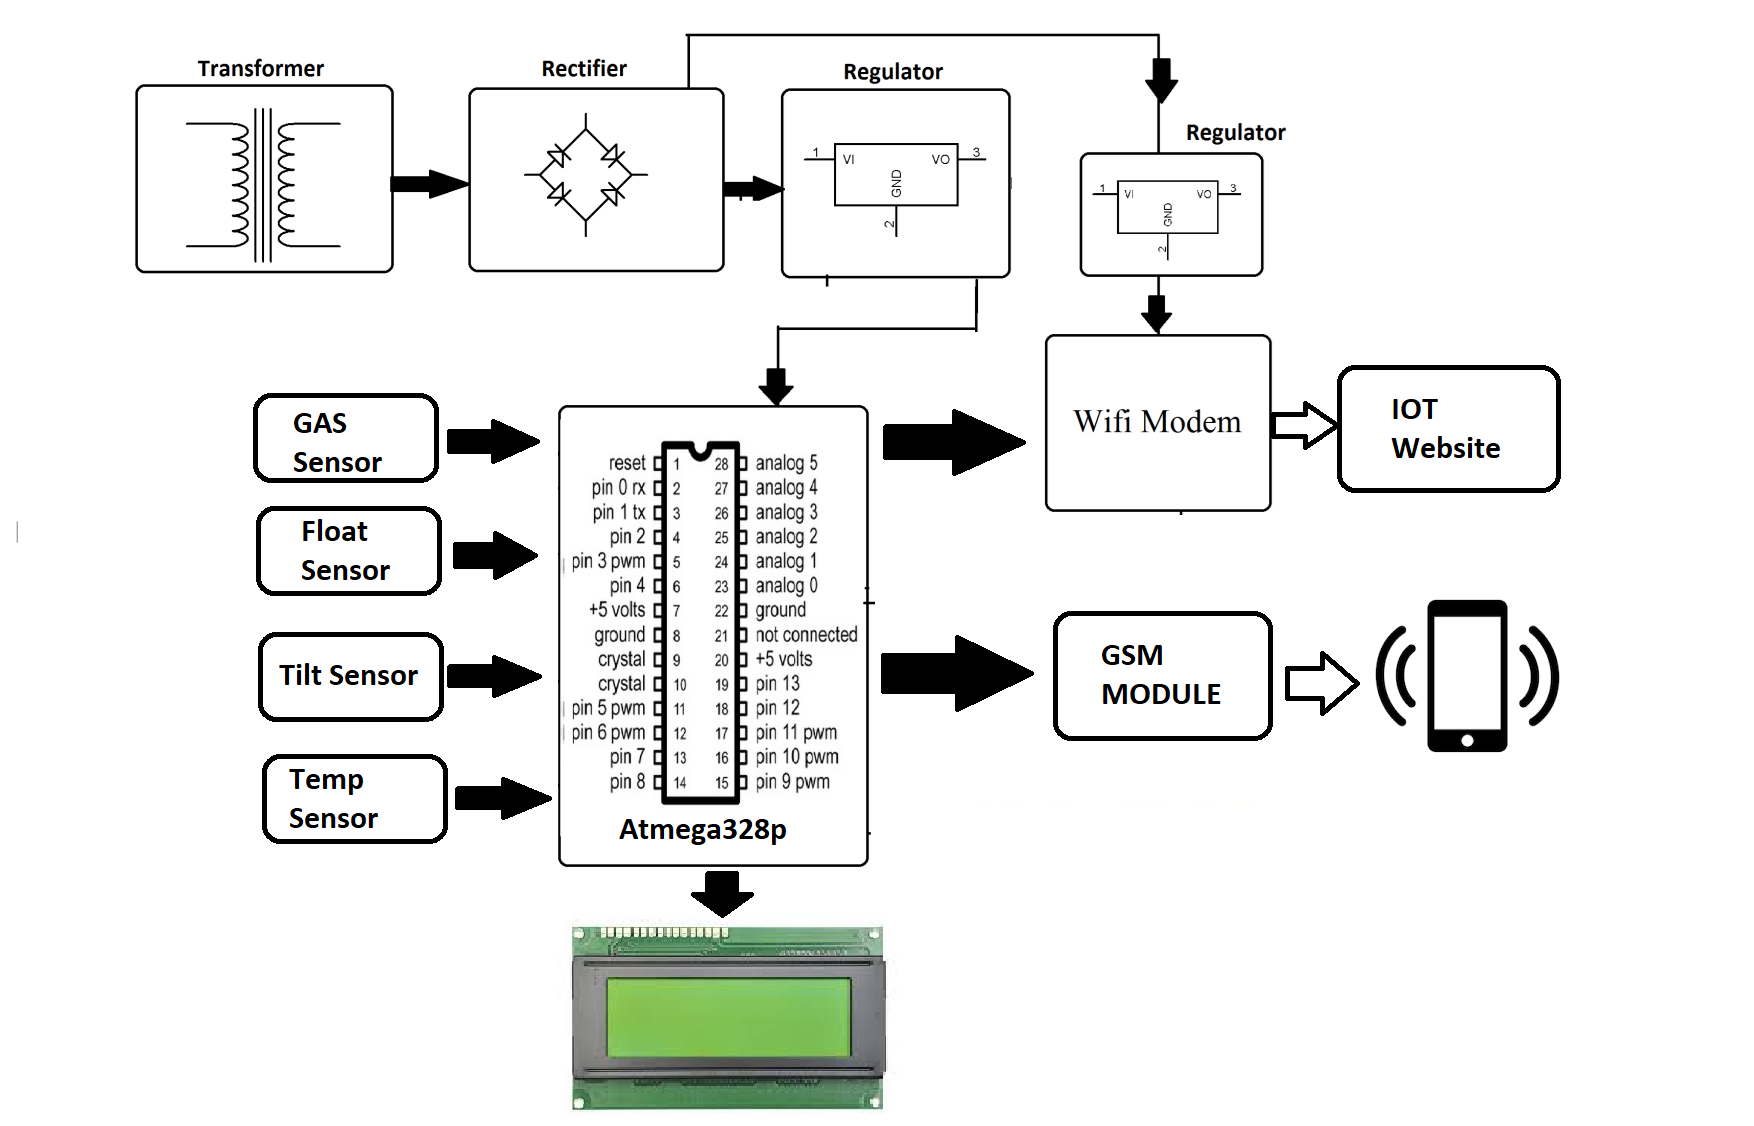 Transformer
Rectifier
Regulator
Regulator
1
VI
VO
3
GND
2
1
VI
VO
3
GND
2
GAS
Sensor
Float
Sensor
Tilt Sensor
Temp
Sensor
reset 1 28 analog 5
pin 0 rx 2 27 analog 4
pin 1 tx 3 26 analog 3
pin 2 4 25 analog 2
pin 3 pwm 5 24 analog 1
pin 4 6 23 analog 0
+5 volts 7 22 ground
ground 8 21 not connected
crystal 9 20 +5 volts
crystal 10 19 pin 13
pin 5 pwm 11 18 pin 12
pin 6 pwm 12 17 pin 11 pwm
pin 7 13 16 pin 10 pwm
pin 8 14 15 pin 9 pwm
Atmega328p
Wifi Modem
IOT
Website
GSM
MODULE